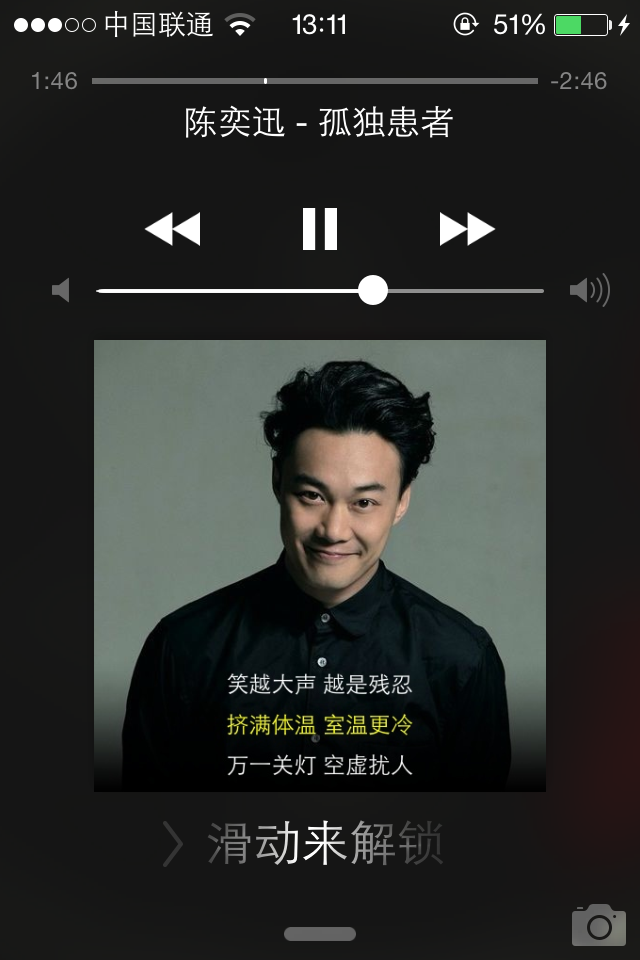 中国联通 13:11 51%
1:46 -2:46
陈奕迅 - 孤独患者
笑越大声 越是残忍
挤满体温 室温更冷
万一关灯 空虚扰人
滑动来解锁